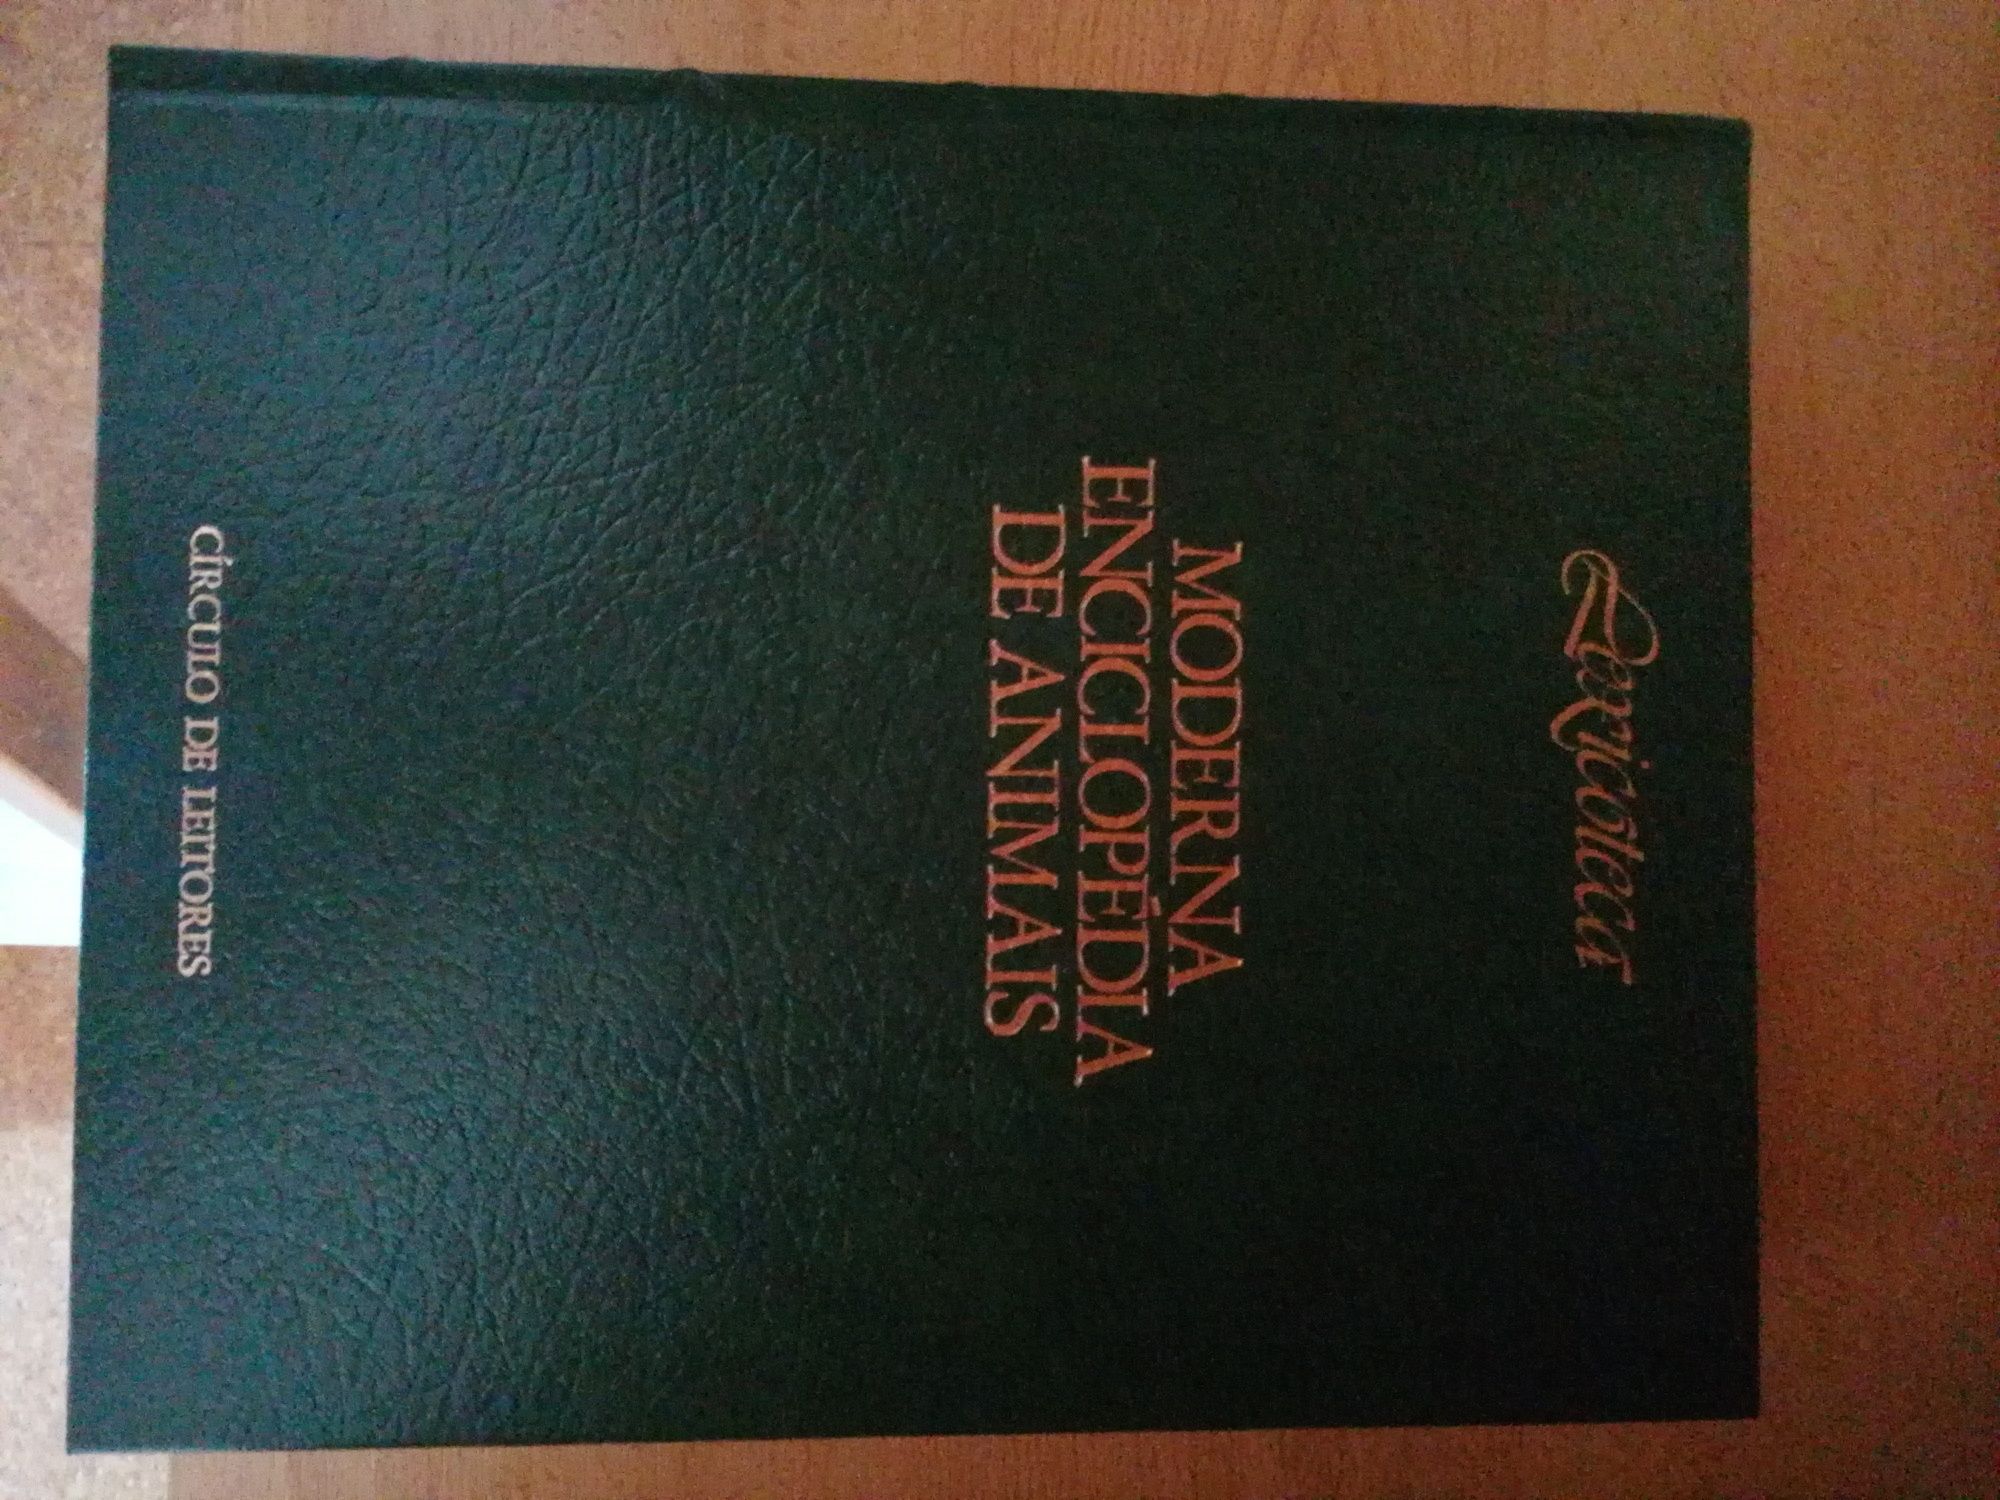 Lexicoteca
MODERNA
ENCICLOPÉDIA
DE ANIMAIS
CÍRCULO DE LEITORES